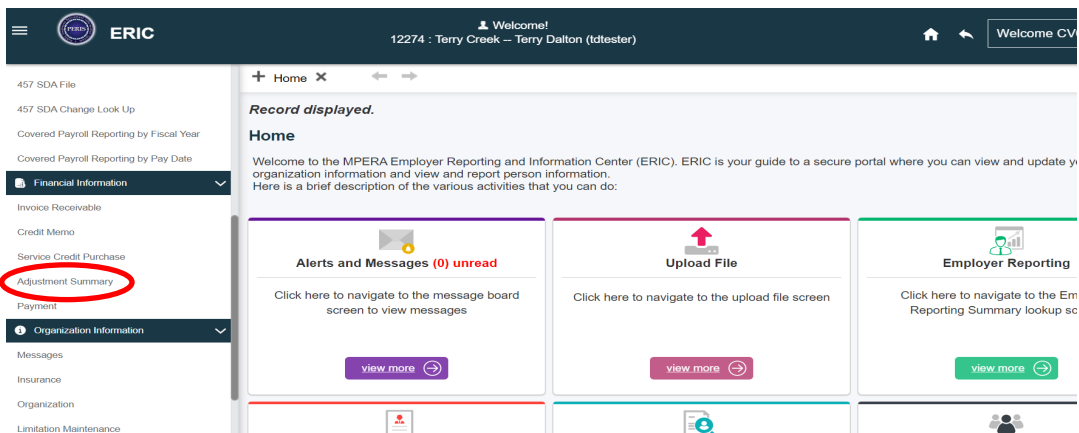 PERIS
ERIC
Welcome!
12274 : Terry Creek -- Terry Dalton (tdtester)
Welcome CV
457 SDA File
457 SDA Change Look Up
Covered Payroll Reporting by Fiscal Year
Covered Payroll Reporting by Pay Date
Financial Information
Invoice Receivable
Credit Memo
Service Credit Purchase
Adjustment Summary
Payment
Organization Information
Messages
Insurance
Organization
Limitation Maintenance
Home
Record displayed.
Home
Welcome to the MPERA Employer Reporting and Information Center (ERIC). ERIC is your guide to a secure portal where you can view and update y
organization information and view and report person information.
Here is a brief description of the various activities that you can do:
Alerts and Messages (0) unread
Click here to navigate to the message board
screen to view messages
view more
Upload File
Click here to navigate to the upload file screen
view more
Employer Reporting
Click here to navigate to the Em
Reporting Summary lookup sc
view more